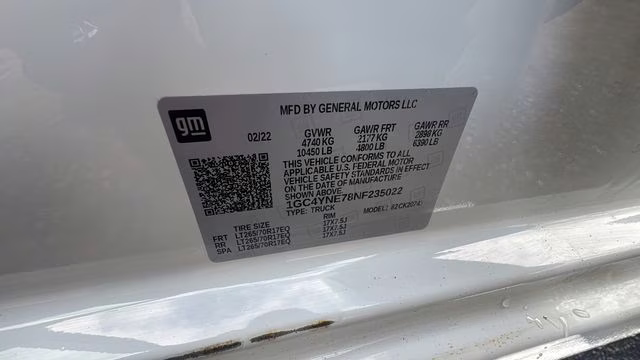 MFD BY GENERAL MOTORS LLC
gm
02/22
GVWR GAWR FRT GAWR RR
4740 KG 2177 KG 2898 KG
10450 LB 4800 LB 6390 LB
THIS VEHICLE CONFORMS TO ALL
APPLICABLE U.S. FEDERAL MOTOR
VEHICLE SAFETY STANDARDS IN EFFECT
ON THE DATE OF MANUFACTURE
SHOWN ABOVE.
1GC4YNE78NF235022
TYPE: TRUCK MODEL:
TIRE SIZE RIM
FRT LT265/70R17EQ 17X7.5J
RR LT265/70R17EQ 17X7.5J
SPA LT265/70R17EQ 17X7.5J